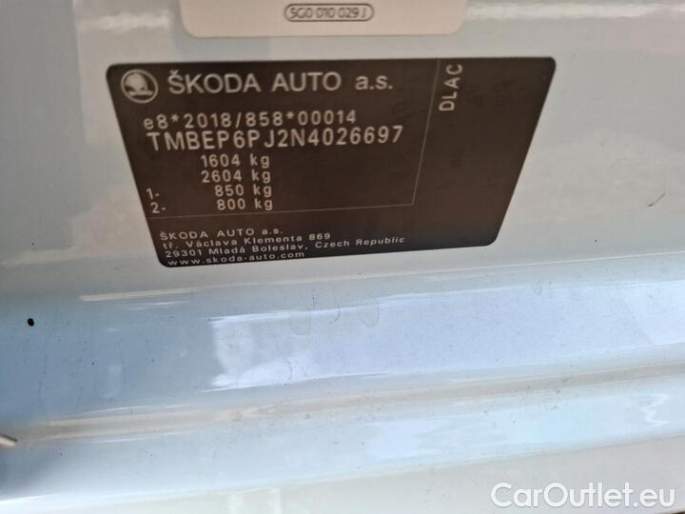 5G0 010 029 J
ŠKODA AUTO a.s.
DLAC
e8*2018/858*00014
TMBEP6PJ2N4026697
1604 kg
2604 kg
1- 850 kg
2- 800 kg
ŠKODA AUTO a.s.
tř. Václava Klementa 869
29301 Mladá Boleslav, Czech Republic
www.skoda-auto.com
CarOutlet.eu